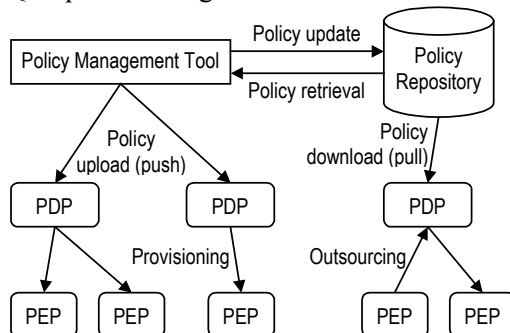 Policy update
Policy Management Tool
Policy
Repository
Policy retrieval
Policy
upload (push)
Policy
download (pull)
PDP
PDP
PDP
Provisioning
Outsourcing
PEP
PEP
PEP
PEP
PEP